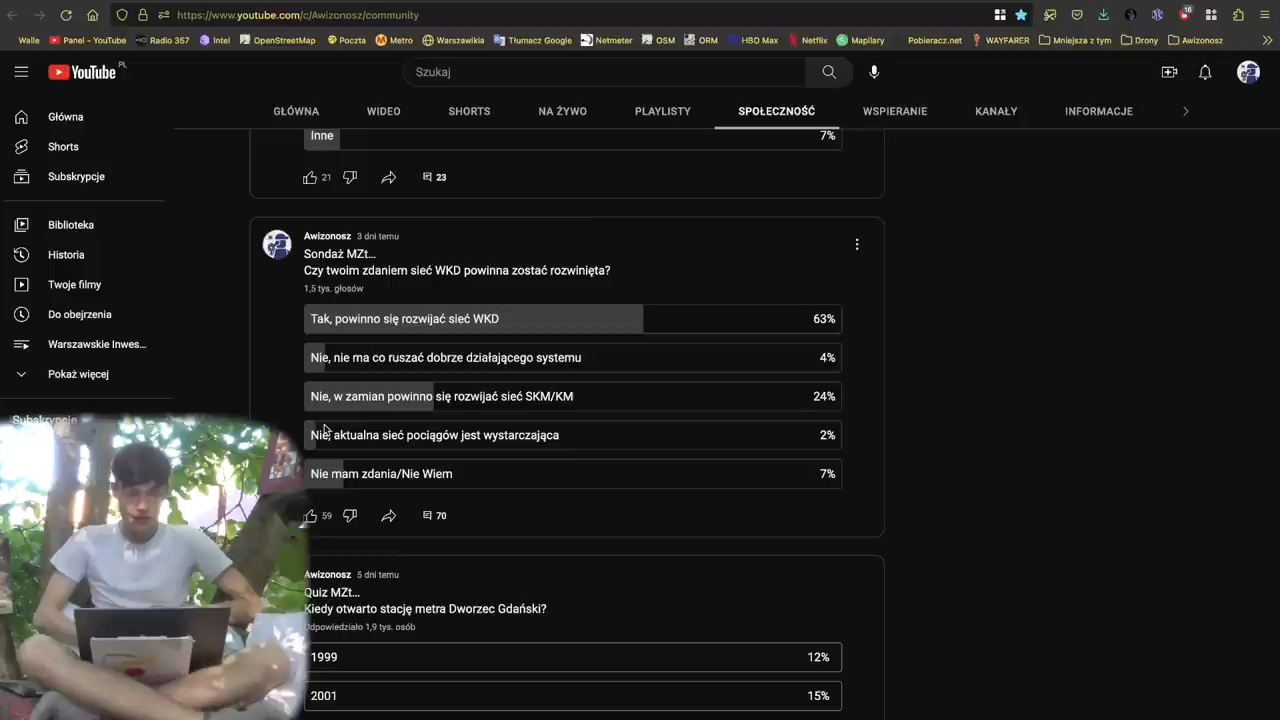 https://www.youtube.com/c/Awizonosz/community
16
Walle
Panel - YouTube
Radio 357
Intel
OpenStreetMap
Poczta
Metro
Warszawikia
Tłumacz Google
Netmeter
OSM
ORM
HBO Max
Netflix
Mapilary
Pobieracz.net
WAYFARER
Mniejsza z tym
Drony
Awizonosz
YouTube PL
Szukaj
GŁÓWNA
WIDEO
SHORTS
NA ŻYWO
PLAYLISTY
SPOŁECZNOŚĆ
WSPIERANIE
KANAŁY
INFORMACJE
Główna
Shorts
Subskrypcje
Biblioteka
Historia
Twoje filmy
Do obejrzenia
Warszawskie Inwes...
Pokaż więcej
Subskrypcje
Inne 7%
21 23
Awizonosz 3 dni temu
Sondaż MZt...
Czy twoim zdaniem sieć WKD powinna zostać rozwinięta?
1,5 tys. głosów
Tak, powinno się rozwijać sieć WKD 63%
Nie, nie ma co ruszać dobrze działającego systemu 4%
Nie, w zamian powinno się rozwijać sieć SKM/KM 24%
Nie, aktualna sieć pociągów jest wystarczająca 2%
Nie mam zdania/Nie Wiem 7%
59 70
Awizonosz 5 dni temu
Quiz MZt...
Kiedy otwarto stację metra Dworzec Gdański?
Odpowiedziało 1,9 tys. osób
1999 12%
2001 15%